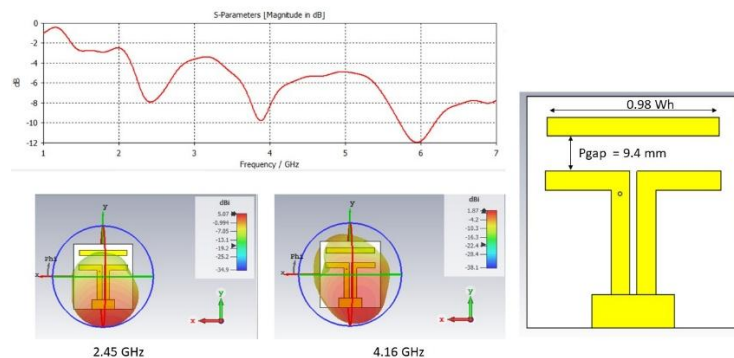 S-Parameters [Magnitude in dB]
0
-2
-4
-6
-8
-10
-12
dB
1 2 3 4 5 6 7
Frequency / GHz
0.98 Wh
Pgap = 9.4 mm
y
x
dBi
5.87
-0.994
-7.05
-13.1
-19.2
-25.2
-34.9
y
x
2.45 GHz
y
x
dBi
1.87
-4.2
-10.2
-16.3
-22.4
-28.4
-38.1
y
x
4.16 GHz